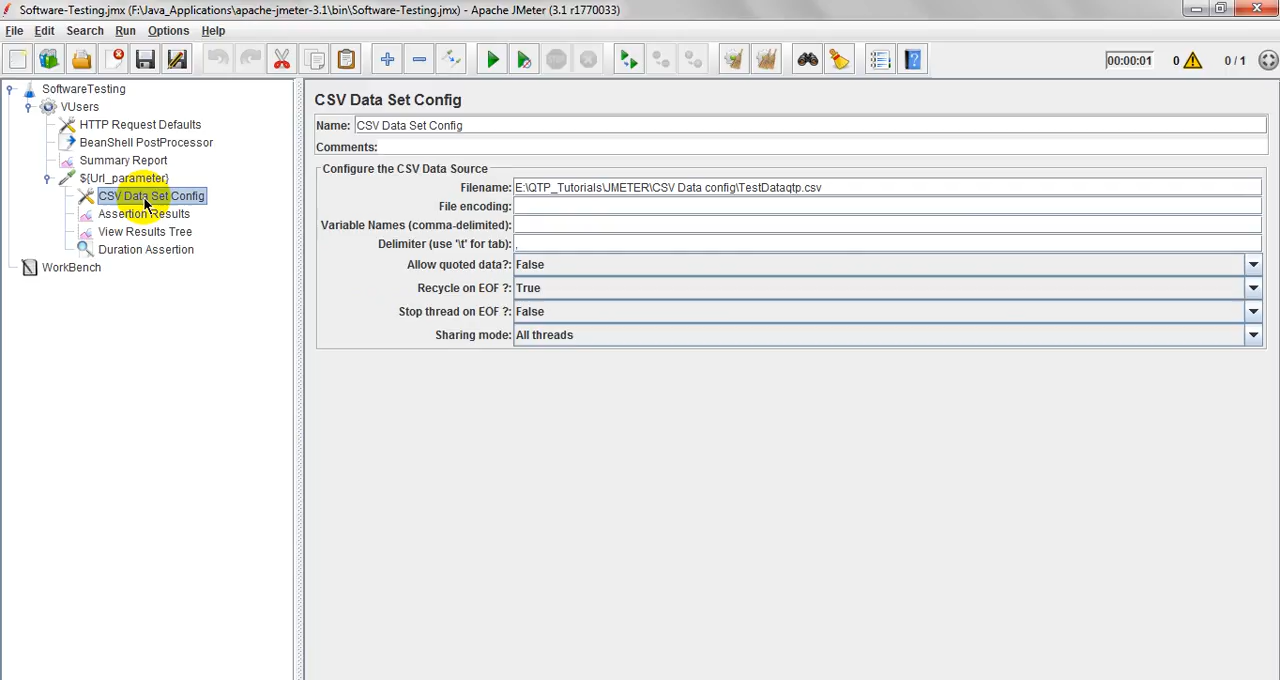 Software-Testing.jmx (F:\Java_Applications\apache-jmeter-3.1\bin\Software-Testing.jmx) - Apache JMeter (3.1 r1770033)
File Edit Search Run Options Help
00:00:01 0 0 / 1
SoftwareTesting
VUsers
HTTP Request Defaults
BeanShell PostProcessor
Summary Report
${Url_parameter}
CSV Data Set Config
Assertion Results
View Results Tree
Duration Assertion
WorkBench
CSV Data Set Config
Name: CSV Data Set Config
Comments:
Configure the CSV Data Source
Filename: E:\QTP_Tutorials\JMETER\CSV Data config\TestDataqtp.csv
File encoding:
Variable Names (comma-delimited):
Delimiter (use '\t' for tab): ,
Allow quoted data?: False
Recycle on EOF ?: True
Stop thread on EOF ?: False
Sharing mode: All threads